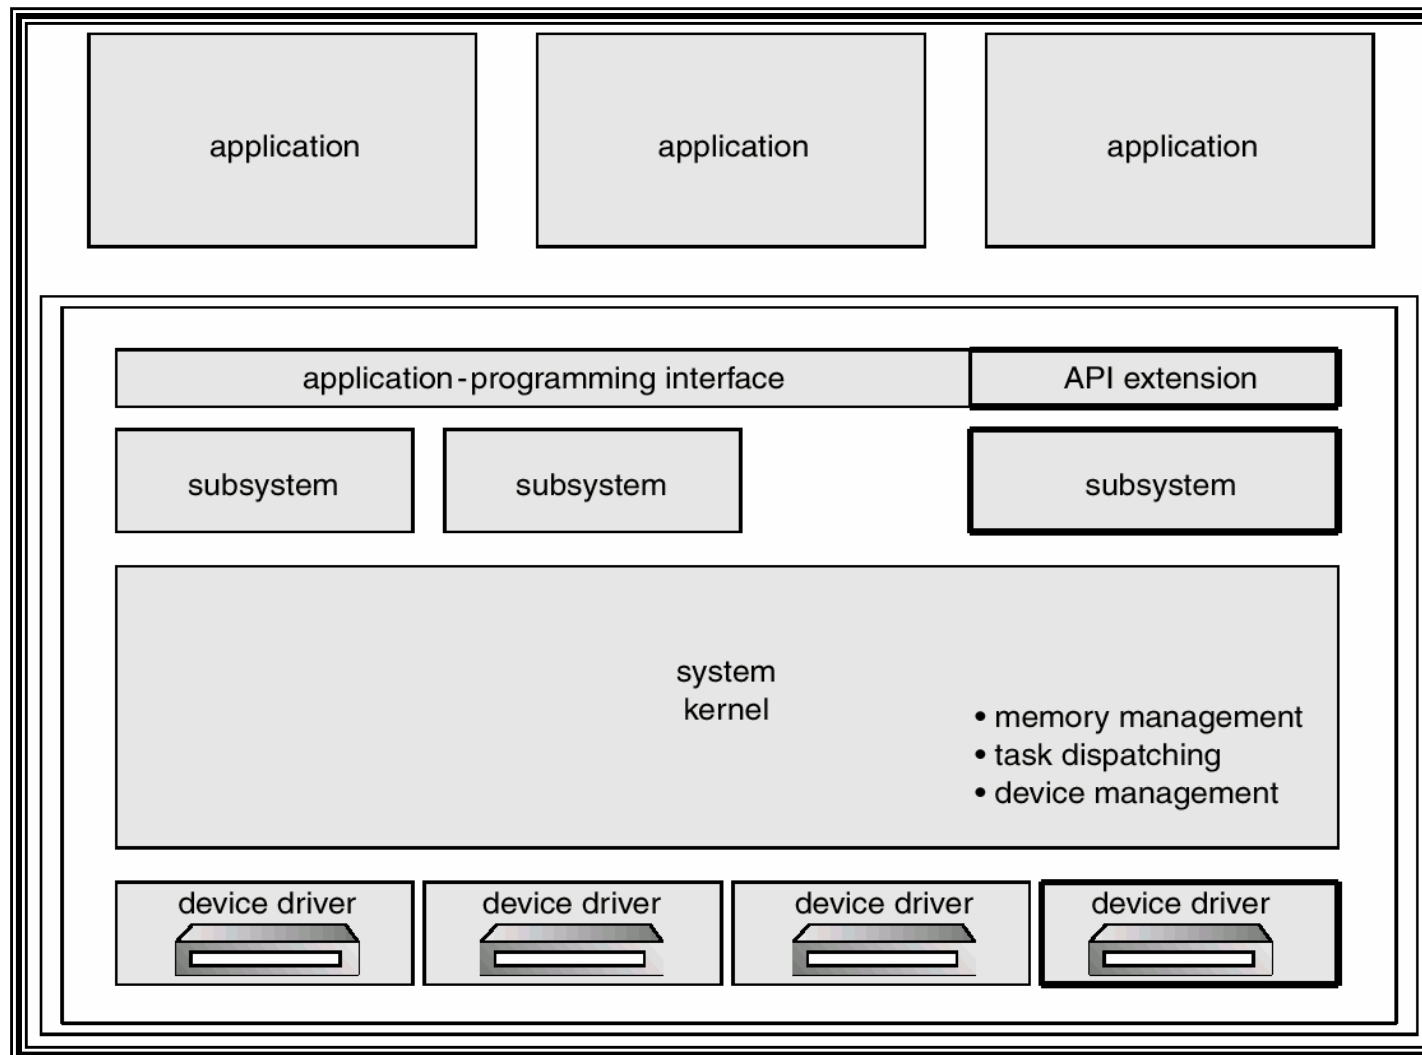 application
application
application
application-programming interface
API extension
subsystem
subsystem
subsystem
system
kernel
• memory management
• task dispatching
• device management
device driver
device driver
device driver
device driver